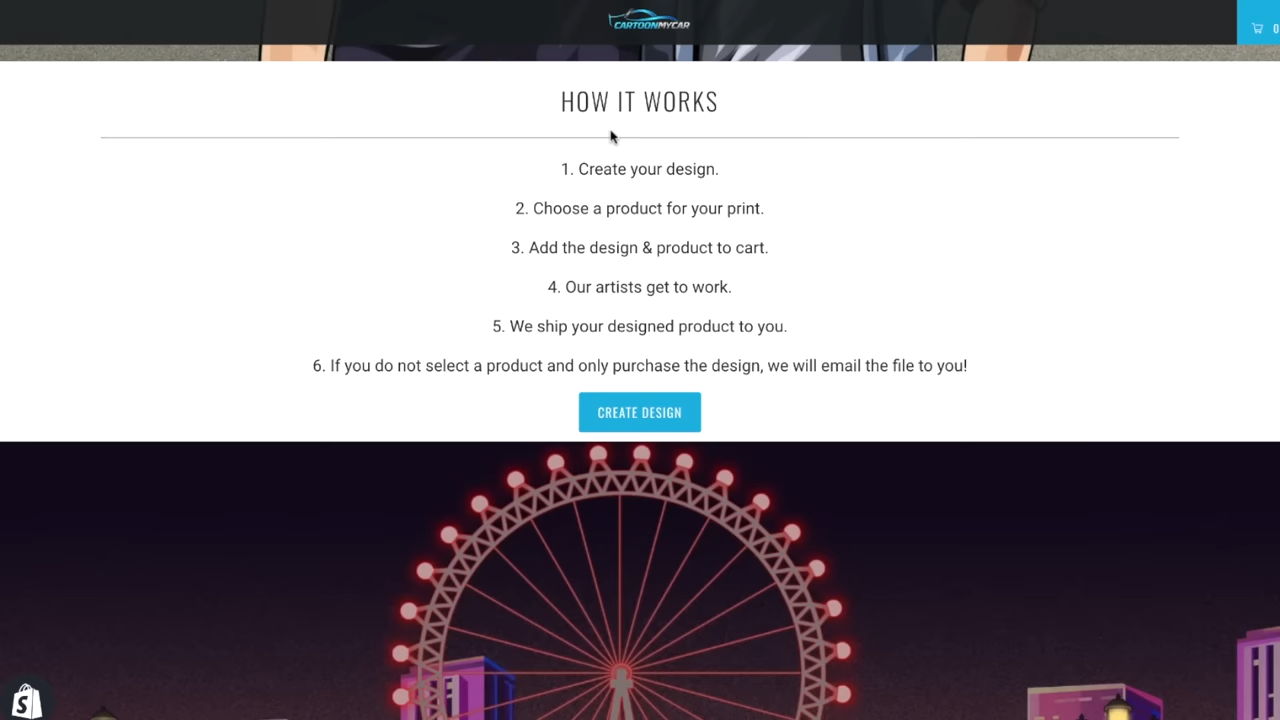 CARTOONMYCAR
0
HOW IT WORKS
1. Create your design.
2. Choose a product for your print.
3. Add the design & product to cart.
4. Our artists get to work.
5. We ship your designed product to you.
6. If you do not select a product and only purchase the design, we will email the file to you!
CREATE DESIGN
S